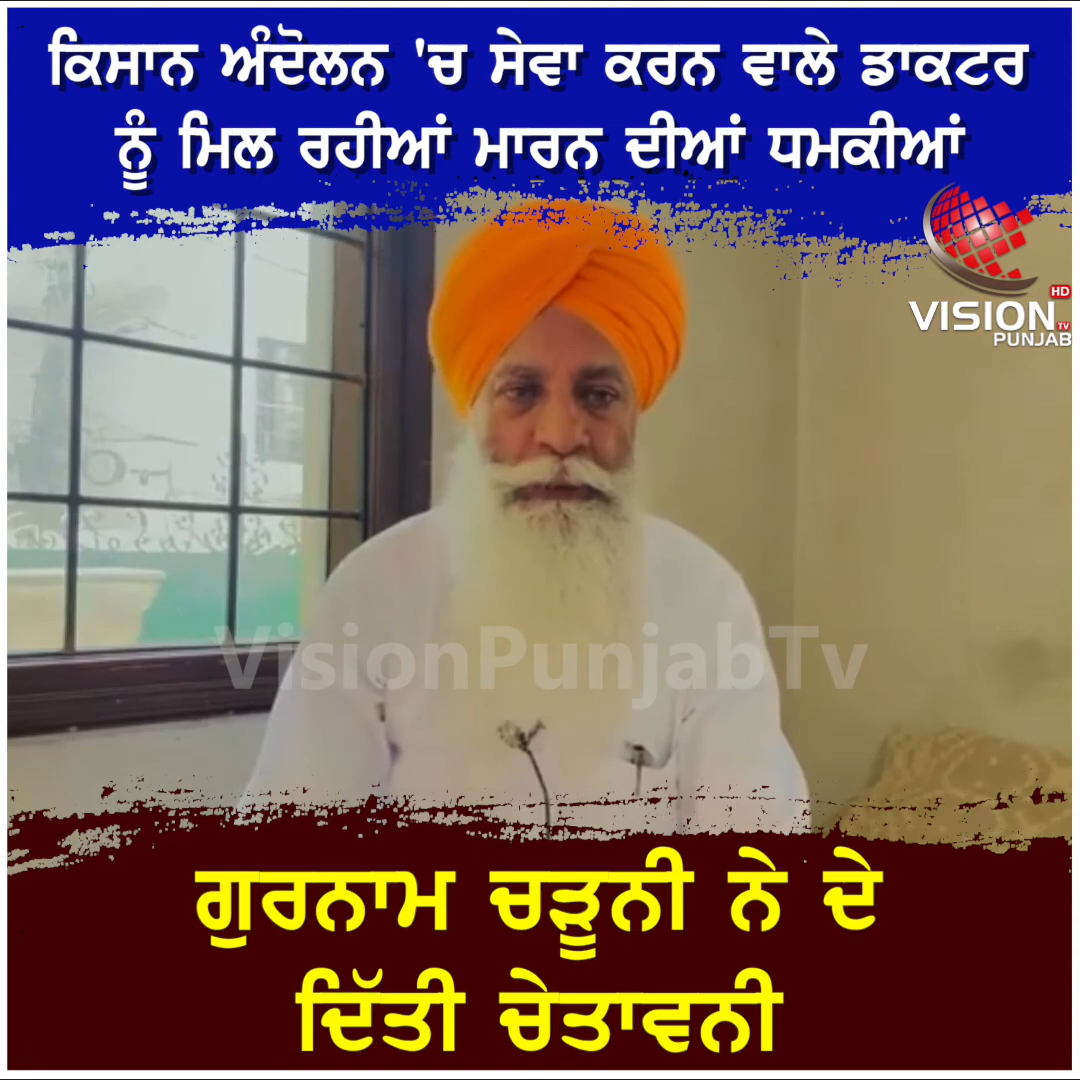 ਕਿਸਾਨ ਅੰਦੋਲਨ 'ਚ ਸੇਵਾ ਕਰਨ ਵਾਲੇ ਡਾਕਟਰ
ਨੂੰ ਮਿਲ ਰਹੀਆਂ ਮਾਰਨ ਦੀਆਂ ਧਮਕੀਆਂ
HD
VISION TV
PUNJAB
VisionPunjabTv
ਗੁਰਨਾਮ ਚੜੂਨੀ ਨੇ ਦੇ
ਦਿੱਤੀ ਚੇਤਾਵਨੀ